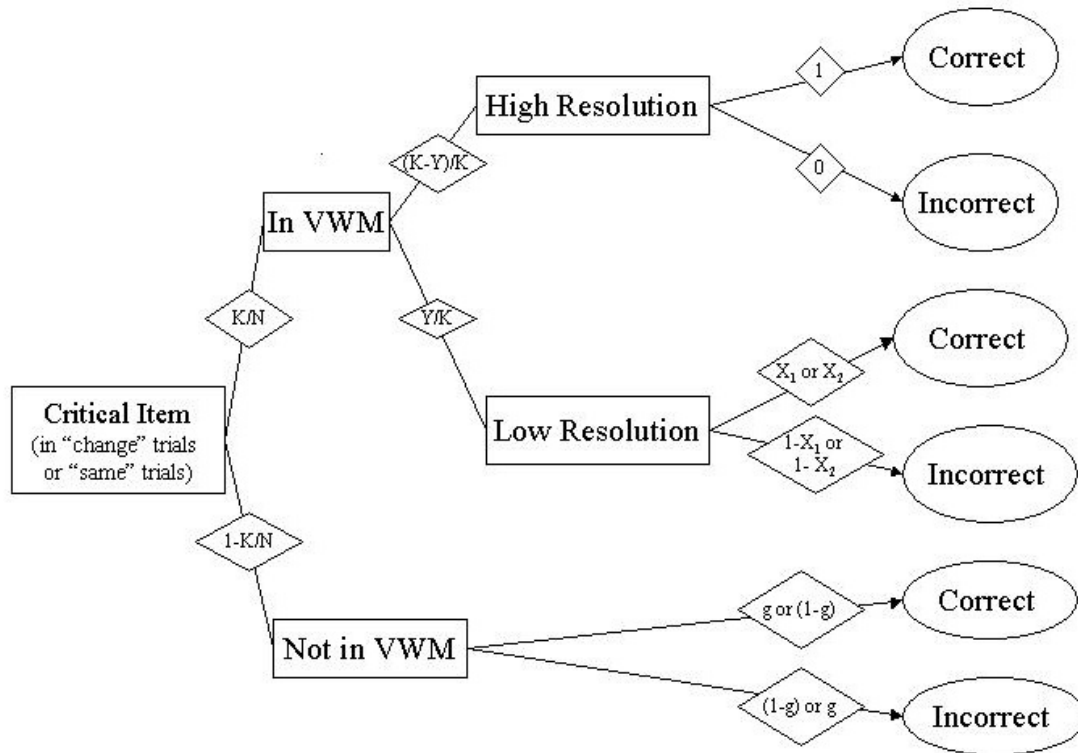 1
Correct
High Resolution
(K-Y)/K
0
Incorrect
In VWM
K/N
Y/K
Correct
X₁ or X₂
Critical Item
(in “change” trials
or “same” trials)
Low Resolution
1-X₁ or
1- X₂
Incorrect
1-K/N
g or (1-g)
Correct
Not in VWM
(1-g) or g
Incorrect